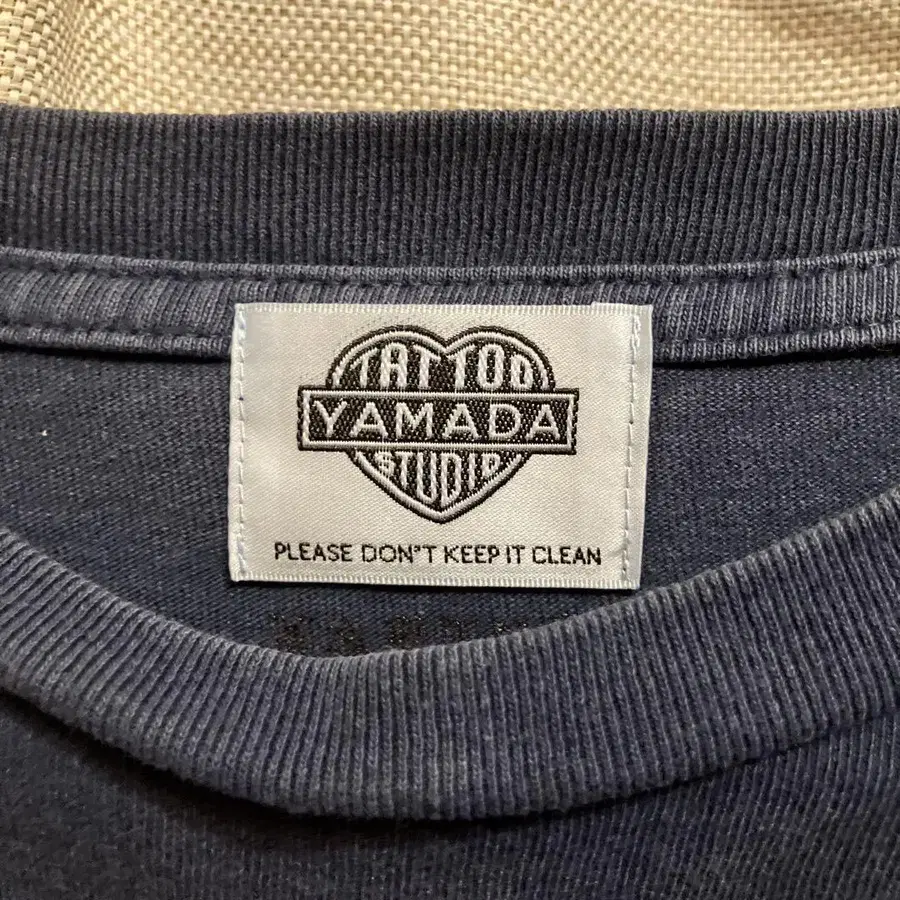 TATTOO
YAMADA
STUDIO
PLEASE DON'T KEEP IT CLEAN